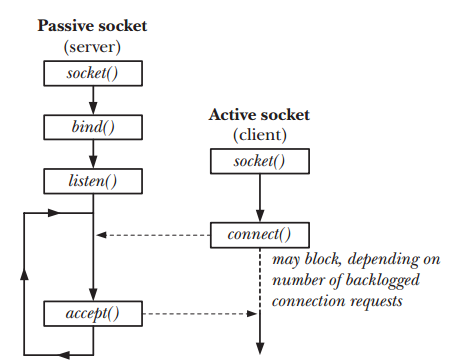 Passive socket
(server)
socket()
bind()
listen()
accept()
Active socket
(client)
socket()
connect()
may block, depending on
number of backlogged
connection requests